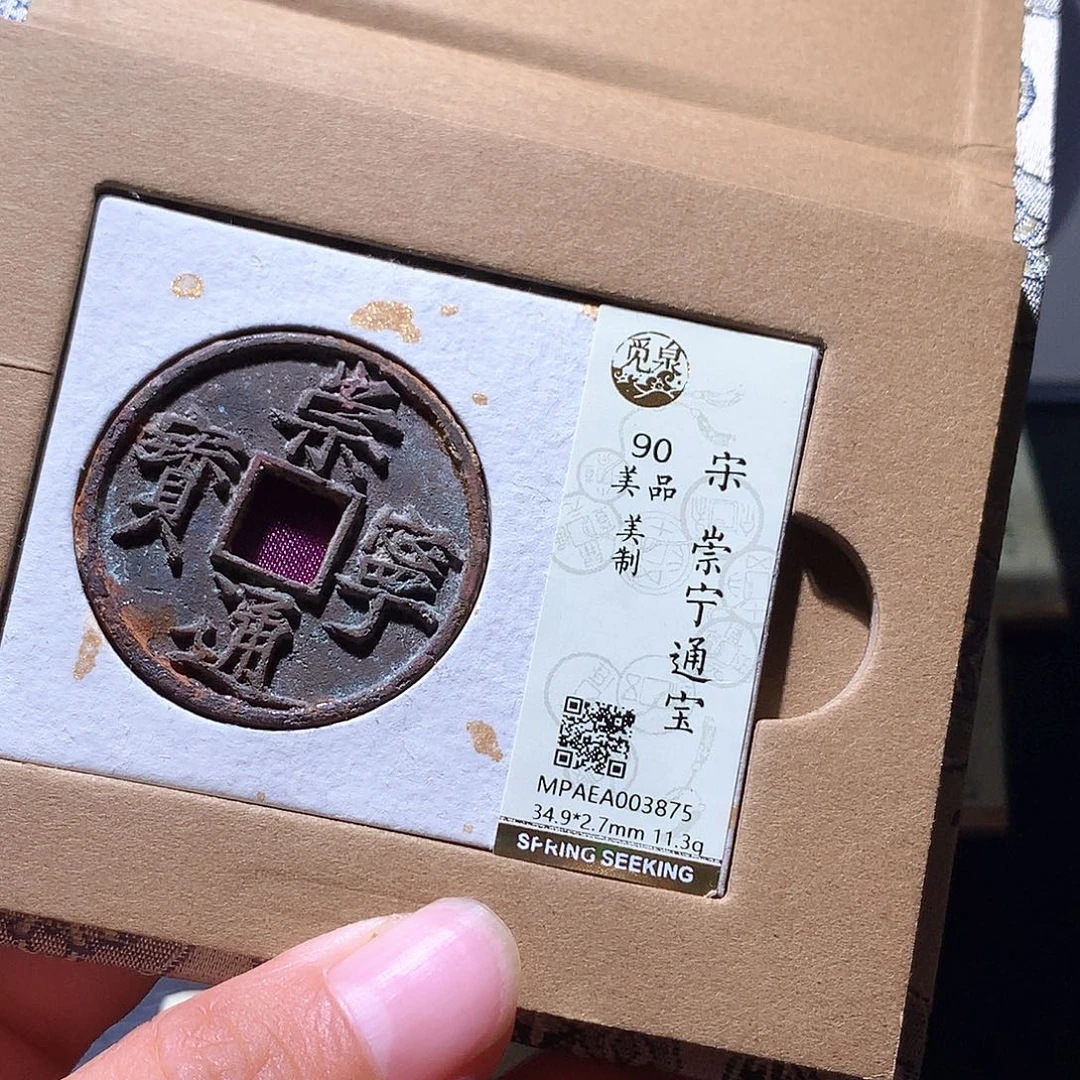 崇
寧
通
寶
觅泉
90
美品
美制
宋 崇宁通宝
MPAEA003875
34.9*2.7mm 11.3g
SPRING SEEKING